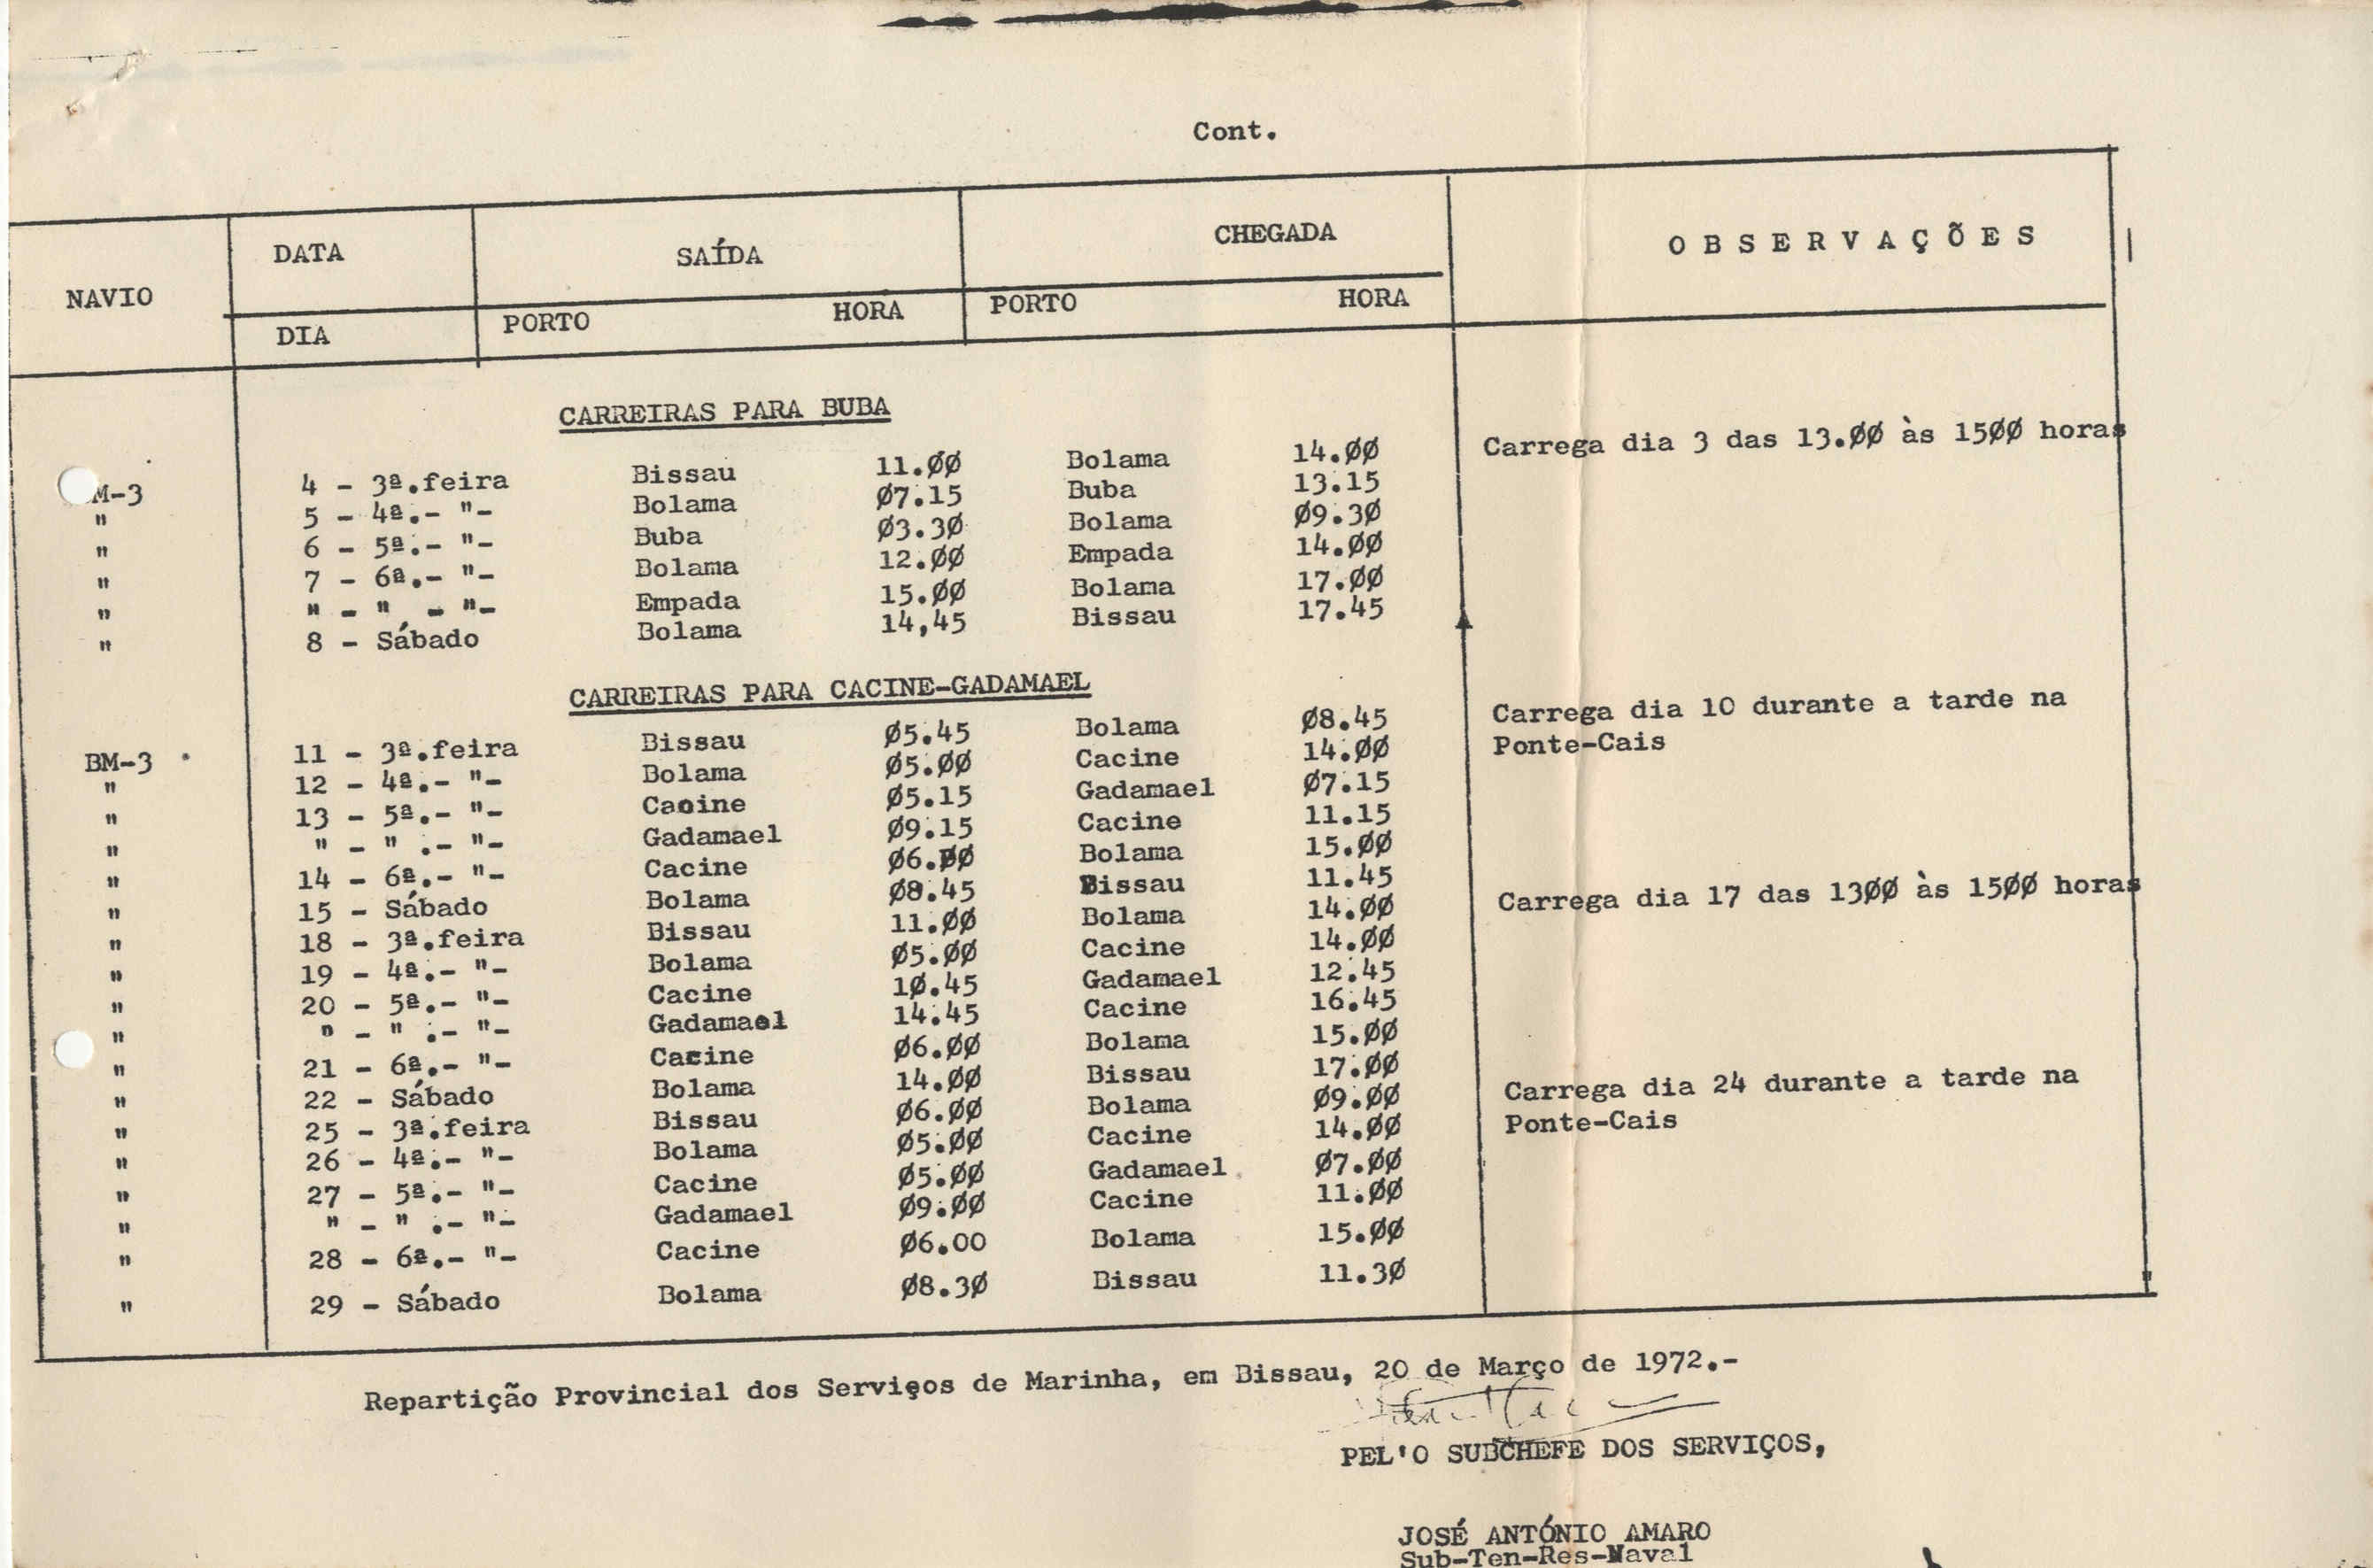 Cont.
NAVIO DATA SAÍDA CHEGADA OBSERVAÇÕES
DIA PORTO HORA PORTO HORA
CARREIRAS PARA BUBA
M-3 4 - 3ª.feira Bissau 11.ØØ Bolama 14.ØØ Carrega dia 3 das 13.ØØ às 15ØØ horas
" 5 - 4ª.- "- Bolama Ø7.15 Buba 13.15
" 6 - 5ª.- "- Buba Ø3.3Ø Bolama Ø9.3Ø
" 7 - 6ª.- "- Bolama 12.ØØ Empada 14.ØØ
" " - " - "- Empada 15.ØØ Bolama 17.ØØ
" 8 - Sábado Bolama 14,45 Bissau 17.45
CARREIRAS PARA CACINE-GADAMAEL
BM-3 11 - 3ª.feira Bissau Ø5.45 Bolama Ø8.45 Carrega dia 10 durante a tarde na
" 12 - 4ª.- "- Bolama Ø5.ØØ Cacine 14.ØØ Ponte-Cais
" 13 - 5ª.- "- Cacine Ø5.15 Gadamael Ø7.15
" " - " .- "- Gadamael Ø9.15 Cacine 11.15
" 14 - 6ª.- "- Cacine Ø6.ØØ Bolama 15.ØØ
" 15 - Sábado Bolama Ø8.45 Bissau 11.45
" 18 - 3ª.feira Bissau 11.ØØ Bolama 14.ØØ Carrega dia 17 das 13ØØ às 15ØØ horas
" 19 - 4ª.- "- Bolama Ø5.ØØ Cacine 14.ØØ
" 20 - 5ª.- "- Cacine 1Ø.45 Gadamael 12.45
" " - " .- "- Gadamael 14.45 Cacine 16.45
" 21 - 6ª.- "- Cacine Ø6.ØØ Bolama 15.ØØ
" 22 - Sábado Bolama 14.ØØ Bissau 17.ØØ
" 25 - 3ª.feira Bissau Ø6.ØØ Bolama Ø9.ØØ Carrega dia 24 durante a tarde na
" 26 - 4ª.- "- Bolama Ø5.ØØ Cacine 14.ØØ Ponte-Cais
" 27 - 5ª.- "- Cacine Ø5.ØØ Gadamael Ø7.ØØ
" " - " .- "- Gadamael Ø9.ØØ Cacine 11.ØØ
" 28 - 6ª.- "- Cacine Ø6.00 Bolama 15.ØØ
" 29 - Sábado Bolama Ø8.3Ø Bissau 11.3Ø
Repartição Provincial dos Serviços de Marinha, em Bissau, 20 de Março de 1972.-
PEL'O SUBCHEFE DOS SERVIÇOS,
JOSÉ ANTÓNIO AMARO
Sub-Ten-Res-Naval